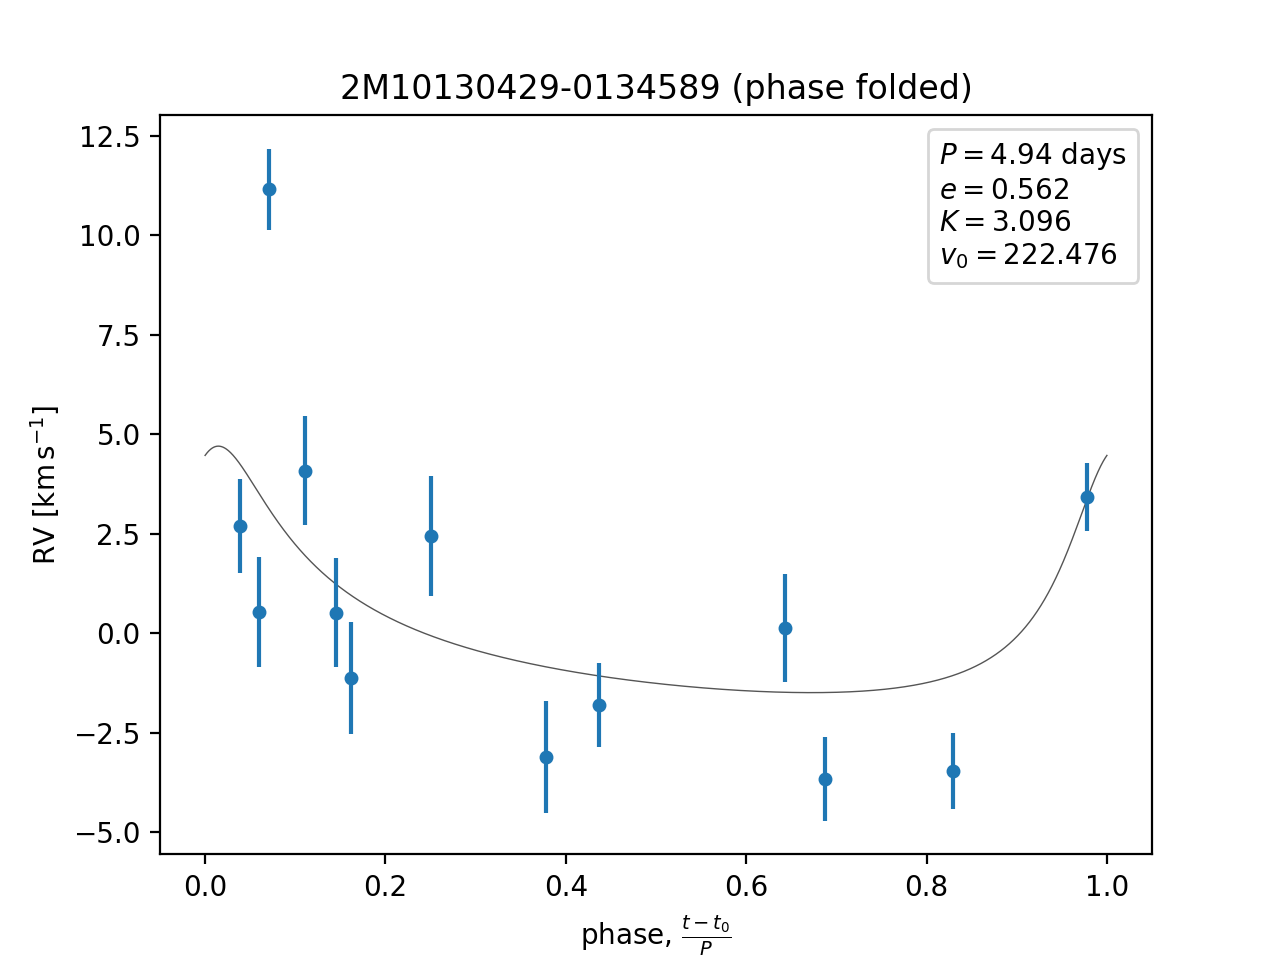 2M10130429-0134589 (phase folded)
P = 4.94 days
e = 0.562
K = 3.096
v₀ = 222.476
12.5
10.0
7.5
5.0
2.5
0.0
−2.5
−5.0
RV [km s⁻¹]
0.0 0.2 0.4 0.6 0.8 1.0
phase, (t − t₀)/P